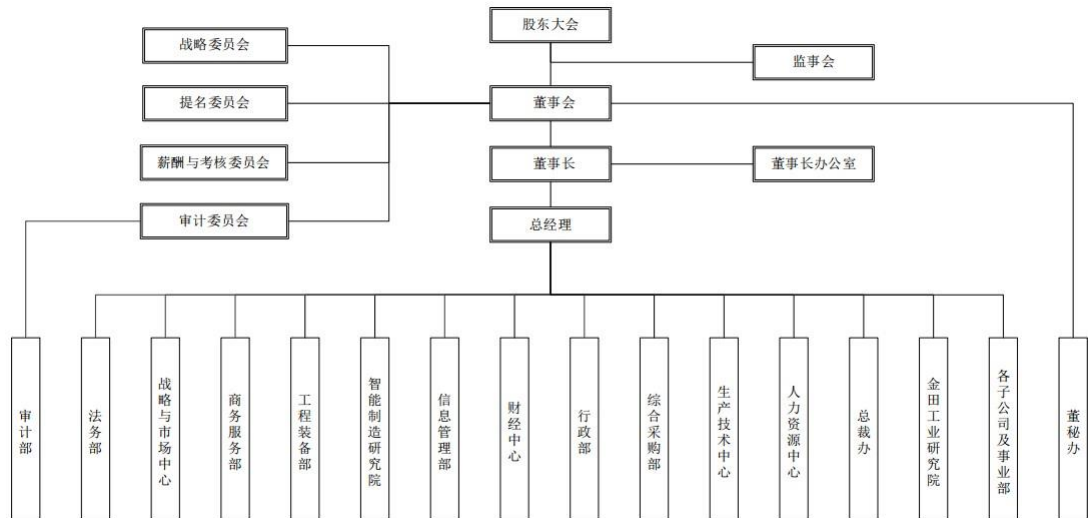 股东大会
战略委员会
监事会
提名委员会
董事会
薪酬与考核委员会
董事长
董事长办公室
审计委员会
总经理
审计部
法务部
战略与市场中心
商务服务部
工程装备部
智能制造研究院
信息管理部
财经中心
行政部
综合采购部
生产技术中心
人力资源中心
总裁办
金田工业研究院
各子公司及事业部
董秘办